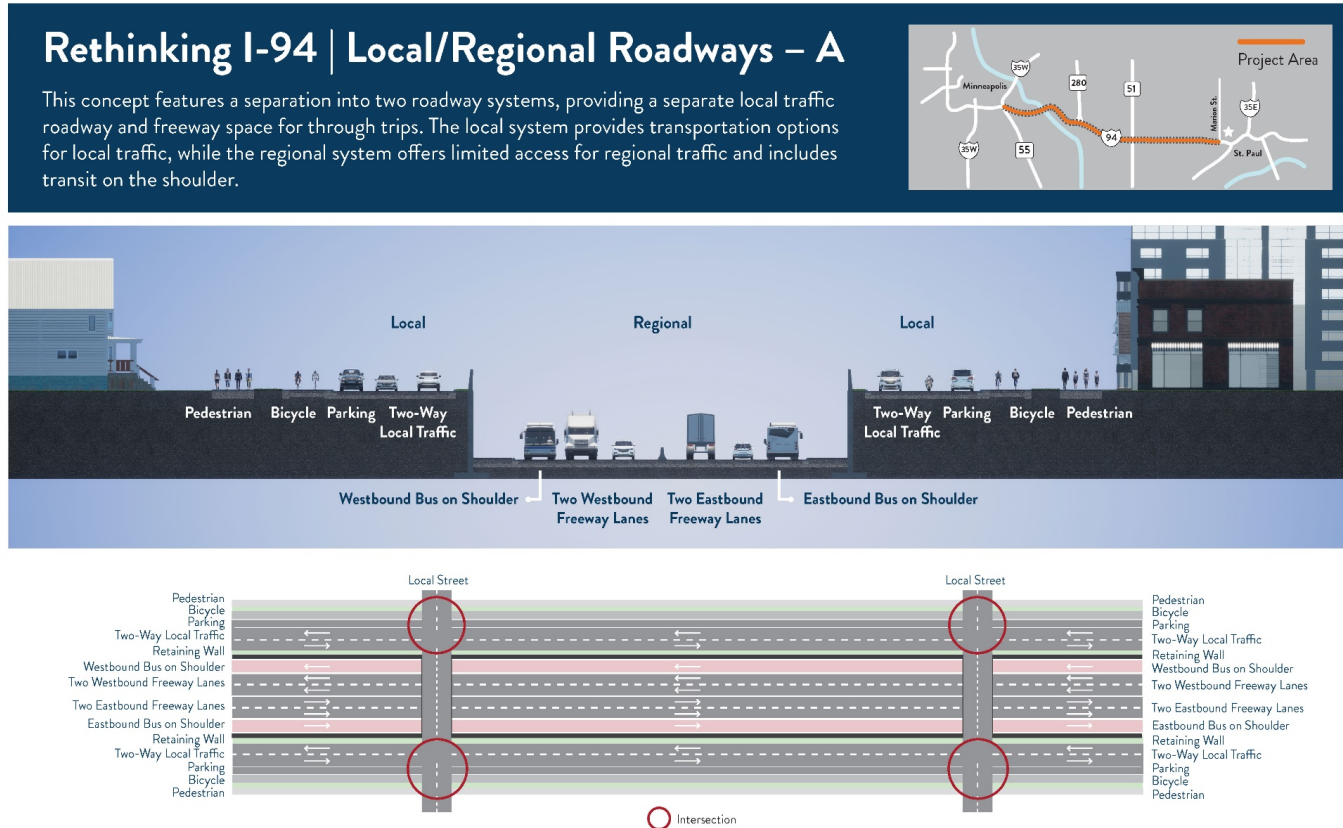 Rethinking I-94 | Local/Regional Roadways – A
This concept features a separation into two roadway systems, providing a separate local traffic
roadway and freeway space for through trips. The local system provides transportation options
for local traffic, while the regional system offers limited access for regional traffic and includes
transit on the shoulder.
Project Area
Minneapolis
35W
280
51
Marion St.
35E
94
35W
55
St. Paul
Local
Regional
Local
Pedestrian
Bicycle
Parking
Two-Way
Local Traffic
Two-Way
Local Traffic
Parking
Bicycle
Pedestrian
Westbound Bus on Shoulder
Two Westbound
Freeway Lanes
Two Eastbound
Freeway Lanes
Eastbound Bus on Shoulder
Local Street
Local Street
Pedestrian
Bicycle
Parking
Two-Way Local Traffic
Retaining Wall
Westbound Bus on Shoulder
Two Westbound Freeway Lanes
Two Eastbound Freeway Lanes
Eastbound Bus on Shoulder
Retaining Wall
Two-Way Local Traffic
Parking
Bicycle
Pedestrian
Pedestrian
Bicycle
Parking
Two-Way Local Traffic
Retaining Wall
Westbound Bus on Shoulder
Two Westbound Freeway Lanes
Two Eastbound Freeway Lanes
Eastbound Bus on Shoulder
Retaining Wall
Two-Way Local Traffic
Parking
Bicycle
Pedestrian
Intersection